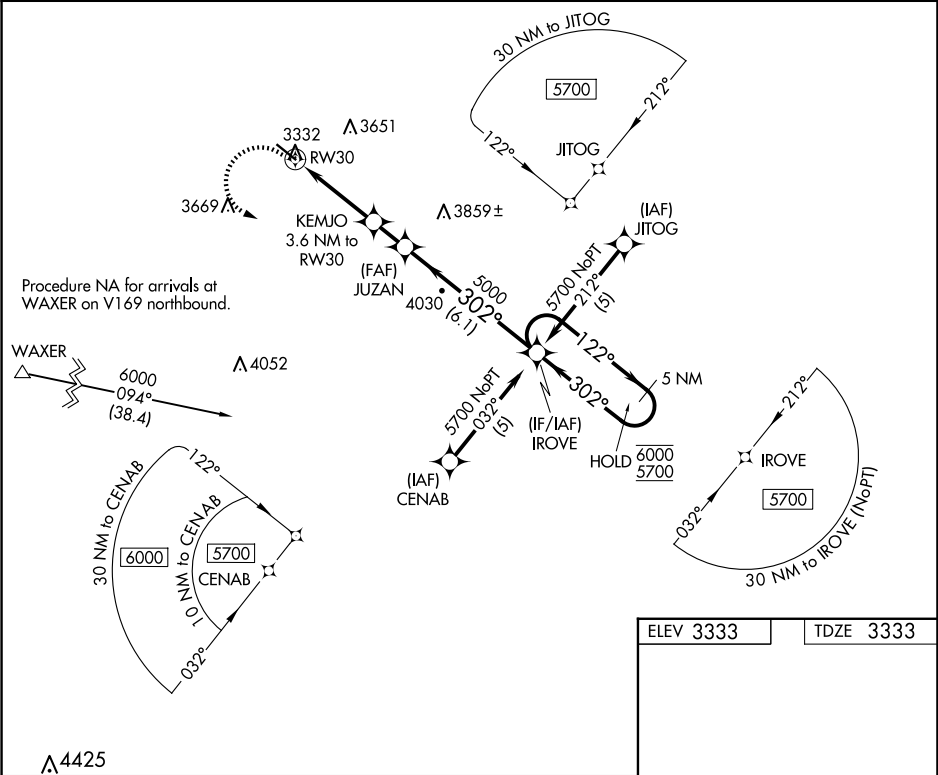 30 NM to JITOG
5700
212°
122°
JITOG
3332
3651
RW30
3669
3859±
KEMJO
3.6 NM to
RW30
(IAF)
JITOG
(FAF)
JUZAN
4030
5000
302°
(6.1)
5700 NoPT
212°
(5)
Procedure NA for arrivals at
WAXER on V169 northbound.
WAXER
6000
094°
(38.4)
4052
122°
302°
5 NM
5700 NoPT
032°
(5)
(IF/IAF)
IROVE
HOLD
6000
5700
(IAF)
CENAB
212°
IROVE
5700
032°
30 NM to IROVE (NoPT)
30 NM to CENAB
122°
10 NM to CENAB
6000
5700
CENAB
032°
ELEV 3333
TDZE 3333
4425